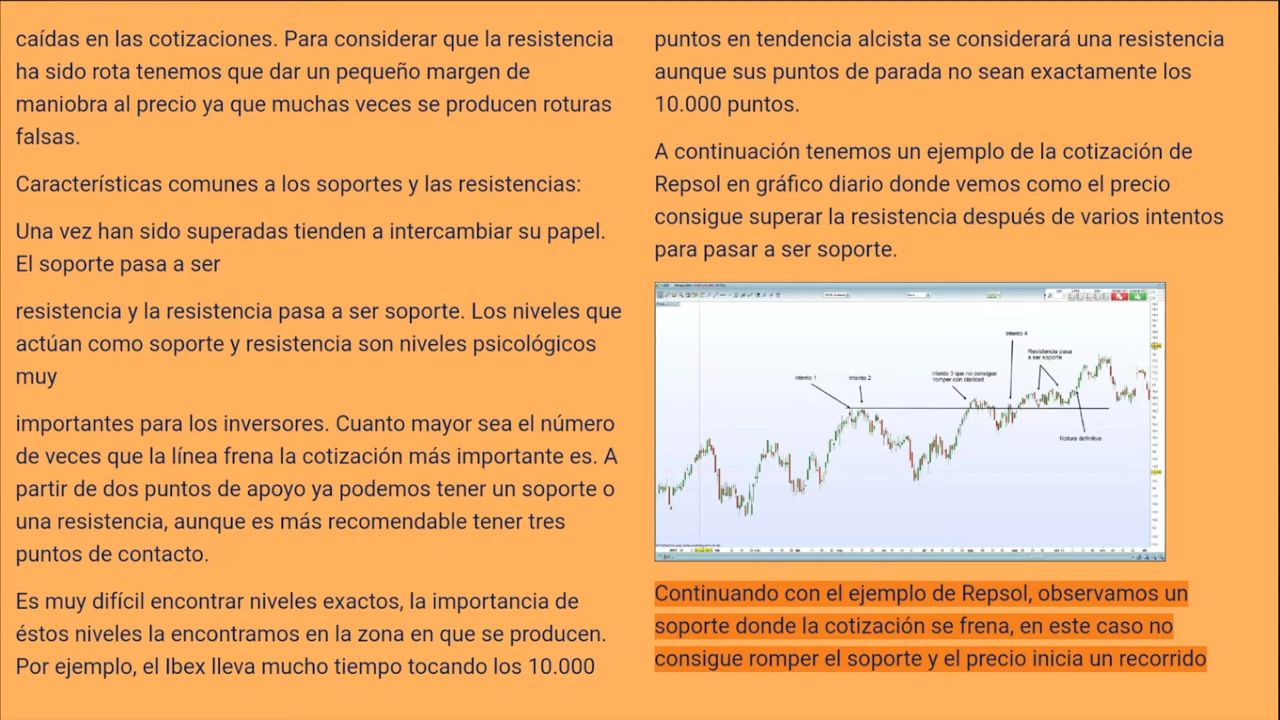 caídas en las cotizaciones. Para considerar que la resistencia
ha sido rota tenemos que dar un pequeño margen de
maniobra al precio ya que muchas veces se producen roturas
falsas.
Características comunes a los soportes y las resistencias:
Una vez han sido superadas tienden a intercambiar su papel.
El soporte pasa a ser
resistencia y la resistencia pasa a ser soporte. Los niveles que
actúan como soporte y resistencia son niveles psicológicos
muy
importantes para los inversores. Cuanto mayor sea el número
de veces que la línea frena la cotización más importante es. A
partir de dos puntos de apoyo ya podemos tener un soporte o
una resistencia, aunque es más recomendable tener tres
puntos de contacto.
Es muy difícil encontrar niveles exactos, la importancia de
éstos niveles la encontramos en la zona en que se producen.
Por ejemplo, el Ibex lleva mucho tiempo tocando los 10.000
puntos en tendencia alcista se considerará una resistencia
aunque sus puntos de parada no sean exactamente los
10.000 puntos.
A continuación tenemos un ejemplo de la cotización de
Repsol en gráfico diario donde vemos como el precio
consigue superar la resistencia después de varios intentos
para pasar a ser soporte.
Intento 1
Intento 2
Intento 3 que no consigue
romper con claridad
Intento 4
Resistencia pasa
a ser soporte
Rotura definitiva
Continuando con el ejemplo de Repsol, observamos un
soporte donde la cotización se frena, en este caso no
consigue romper el soporte y el precio inicia un recorrido